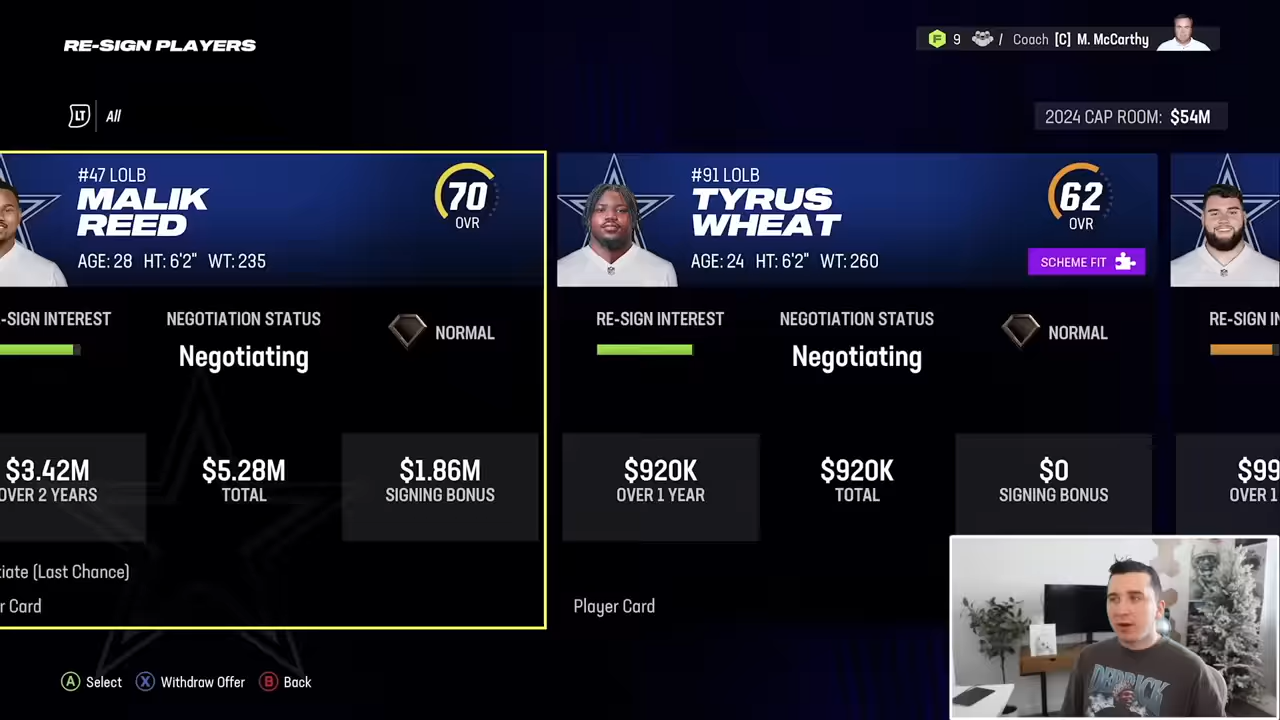 RE-SIGN PLAYERS
9 / Coach [C] M. McCarthy
LT All
2024 CAP ROOM: $54M
#47 LOLB
MALIK
REED
70
OVR
AGE: 28 HT: 6'2" WT: 235
-SIGN INTEREST
NEGOTIATION STATUS
Negotiating
NORMAL
$3.42M
OVER 2 YEARS
$5.28M
TOTAL
$1.86M
SIGNING BONUS
tiate (Last Chance)
r Card
#91 LOLB
TYRUS
WHEAT
62
OVR
AGE: 24 HT: 6'2" WT: 260
SCHEME FIT
RE-SIGN INTEREST
NEGOTIATION STATUS
Negotiating
NORMAL
$920K
OVER 1 YEAR
$920K
TOTAL
$0
SIGNING BONUS
Player Card
RE-SIGN IN
$99
OVER 1
A Select X Withdraw Offer B Back
DERRICK